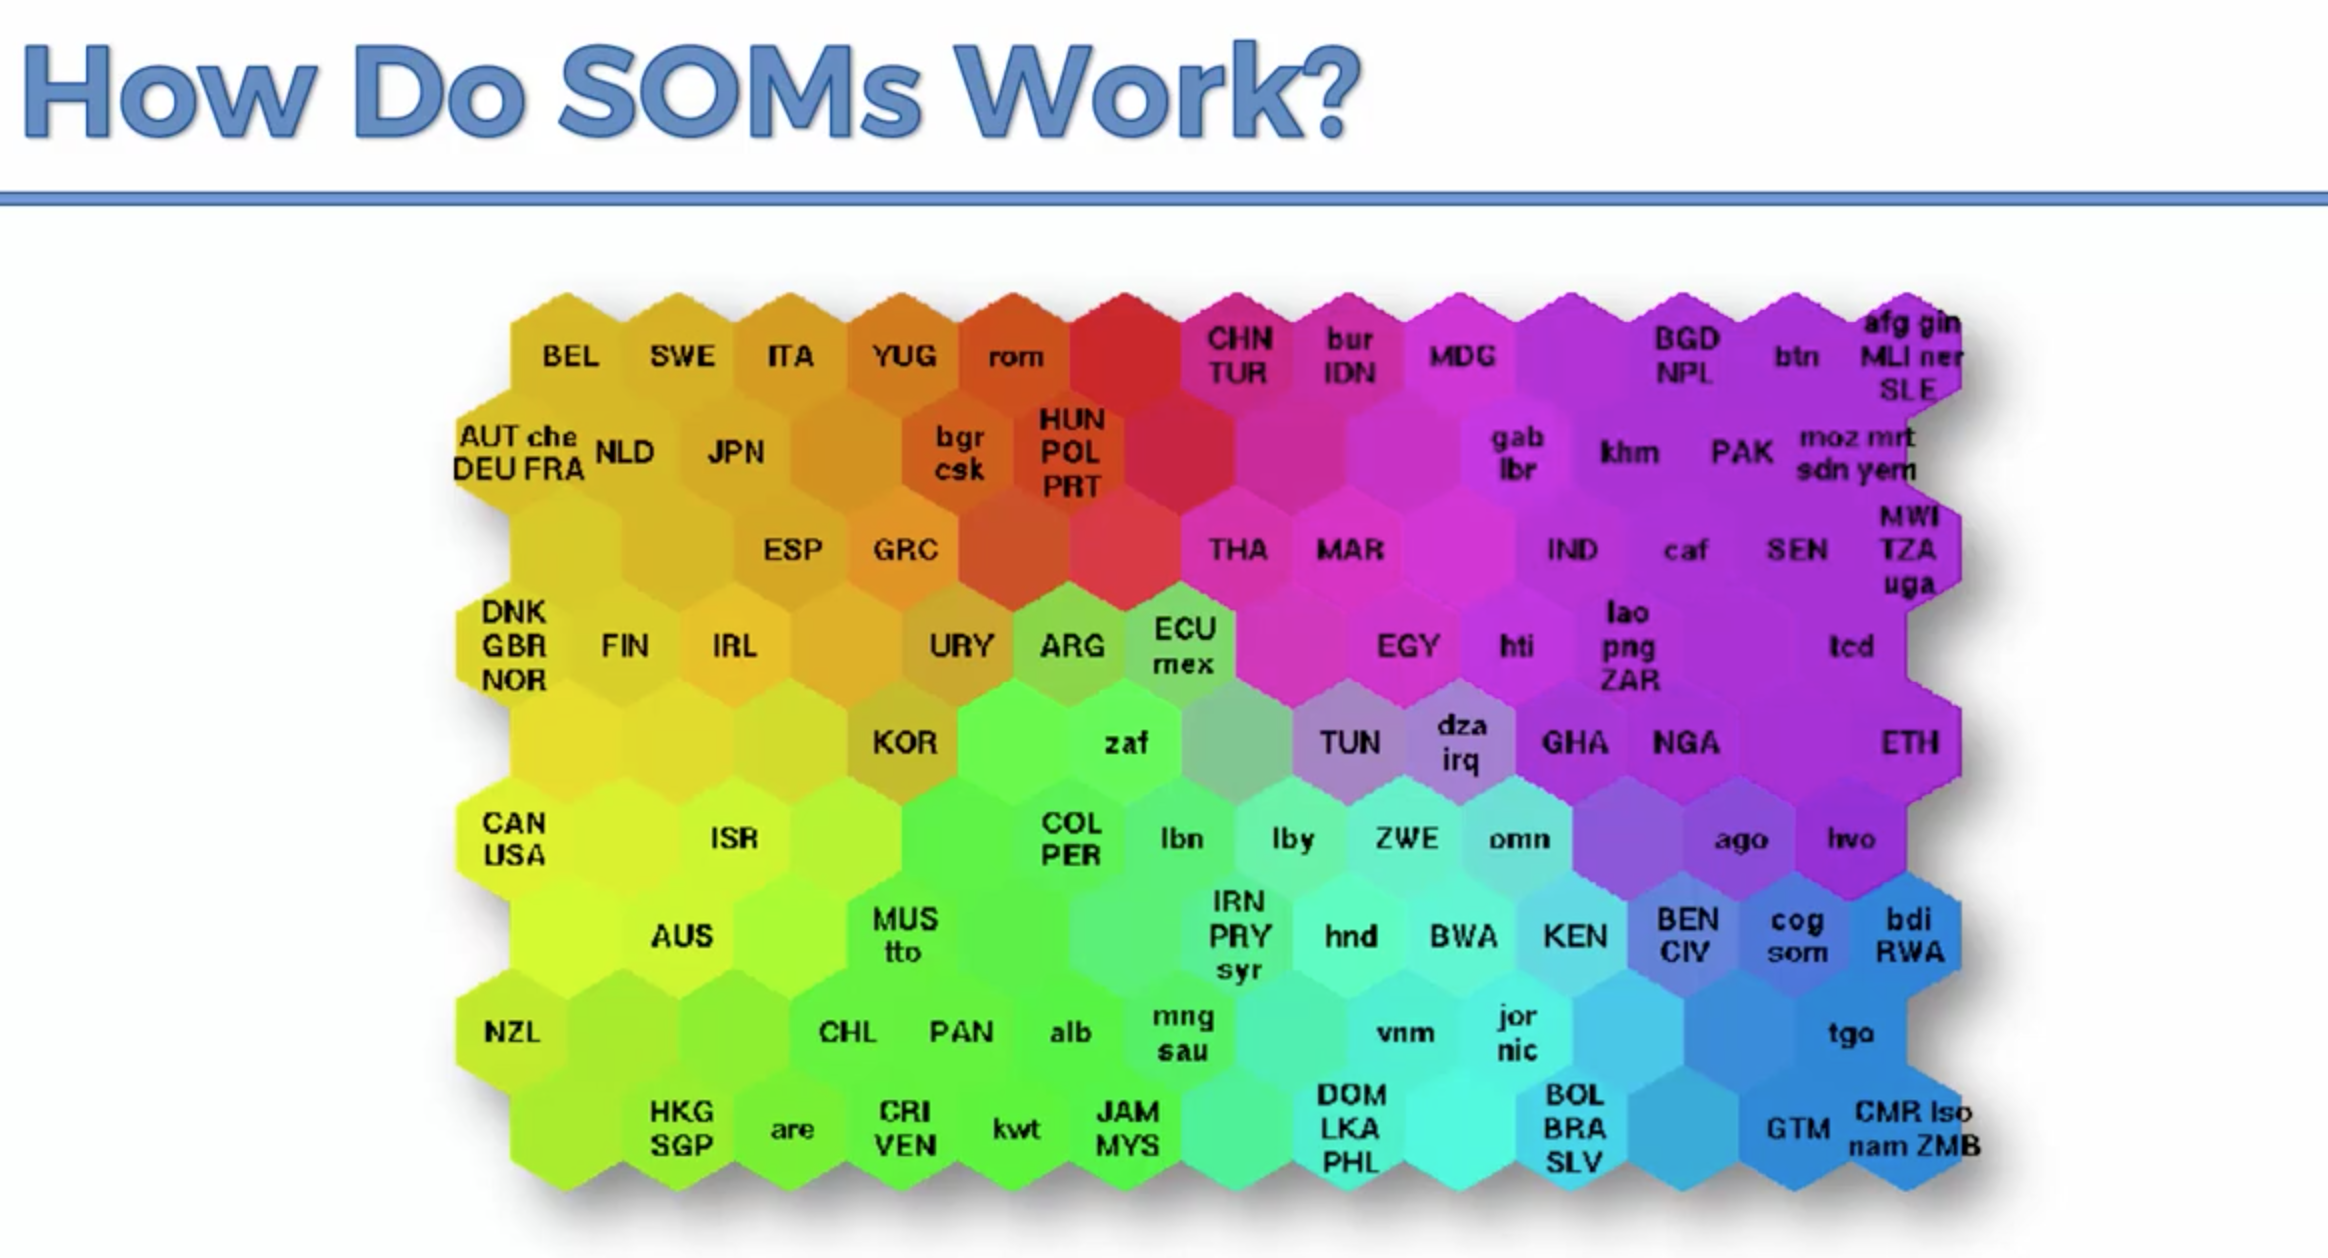 How Do SOMs Work?
BEL SWE ITA YUG rom CHN TUR bur IDN MDG BGD NPL btn afg gin MLI ner SLE
AUT che DEU FRA NLD JPN bgr csk HUN POL PRT gab lbr khm PAK moz mrt sdn yem
ESP GRC THA MAR IND caf SEN MWI TZA uga
DNK GBR NOR FIN IRL URY ARG ECU mex EGY hti lao png ZAR tcd
KOR zaf TUN dza irq GHA NGA ETH
CAN USA ISR COL PER lbn lby ZWE omn ago hvo
AUS MUS tto IRN PRY syr hnd BWA KEN BEN CIV cog som bdi RWA
NZL CHL PAN alb mng sau vnm jor nic tgo
HKG SGP are CRI VEN kwt JAM MYS DOM LKA PHL BOL BRA SLV GTM CMR lso nam ZMB